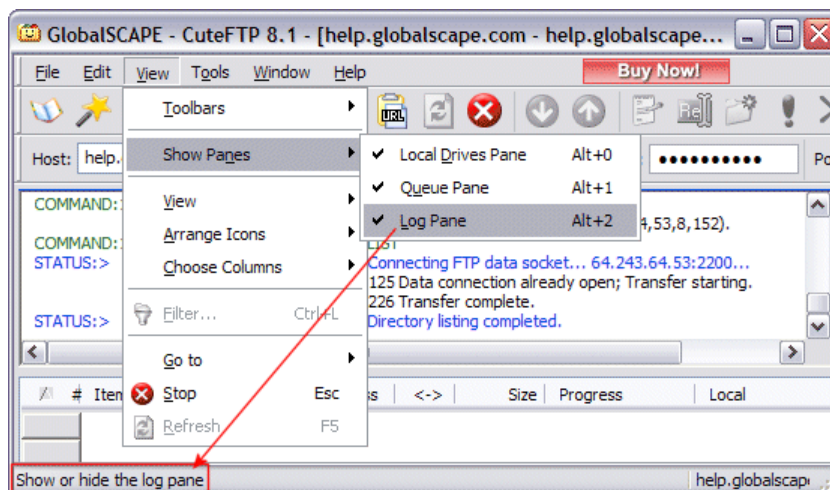 GlobalSCAPE - CuteFTP 8.1 - [help.globalscape.com - help.globalscape...
File Edit View Tools Window Help Buy Now!
Toolbars
URL
Host: help.
Show Panes
Local Drives Pane Alt+0
Queue Pane Alt+1
Log Pane Alt+2
View
Arrange Icons
Choose Columns
Filter... Ctrl+L
Go to
Stop Esc
Refresh F5
COMMAND:
4,53,8,152).
COMMAND:
LIST
STATUS:> Connecting FTP data socket... 64.243.64.53:2200...
125 Data connection already open; Transfer starting.
226 Transfer complete.
STATUS:> Directory listing completed.
# Item <-> Size Progress Local
Show or hide the log pane
help.globalscap